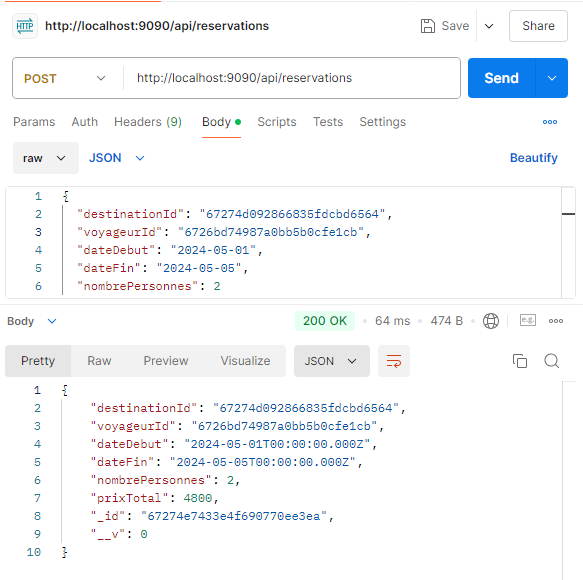 HTTP http://localhost:9090/api/reservations Save Share
POST http://localhost:9090/api/reservations Send
Params Auth Headers (9) Body Scripts Tests Settings
raw JSON Beautify
1 {
2 "destinationId": "67274d092866835fdcbd6564",
3 "voyageurId": "6726bd74987a0bb5b0cfe1cb",
4 "dateDebut": "2024-05-01",
5 "dateFin": "2024-05-05",
6 "nombrePersonnes": 2
Body 200 OK 64 ms 474 B e.g.
Pretty Raw Preview Visualize JSON
1 {
2 "destinationId": "67274d092866835fdcbd6564",
3 "voyageurId": "6726bd74987a0bb5b0cfe1cb",
4 "dateDebut": "2024-05-01T00:00:00.000Z",
5 "dateFin": "2024-05-05T00:00:00.000Z",
6 "nombrePersonnes": 2,
7 "prixTotal": 4800,
8 "_id": "67274e7433e4f690770ee3ea",
9 "__v": 0
10 }